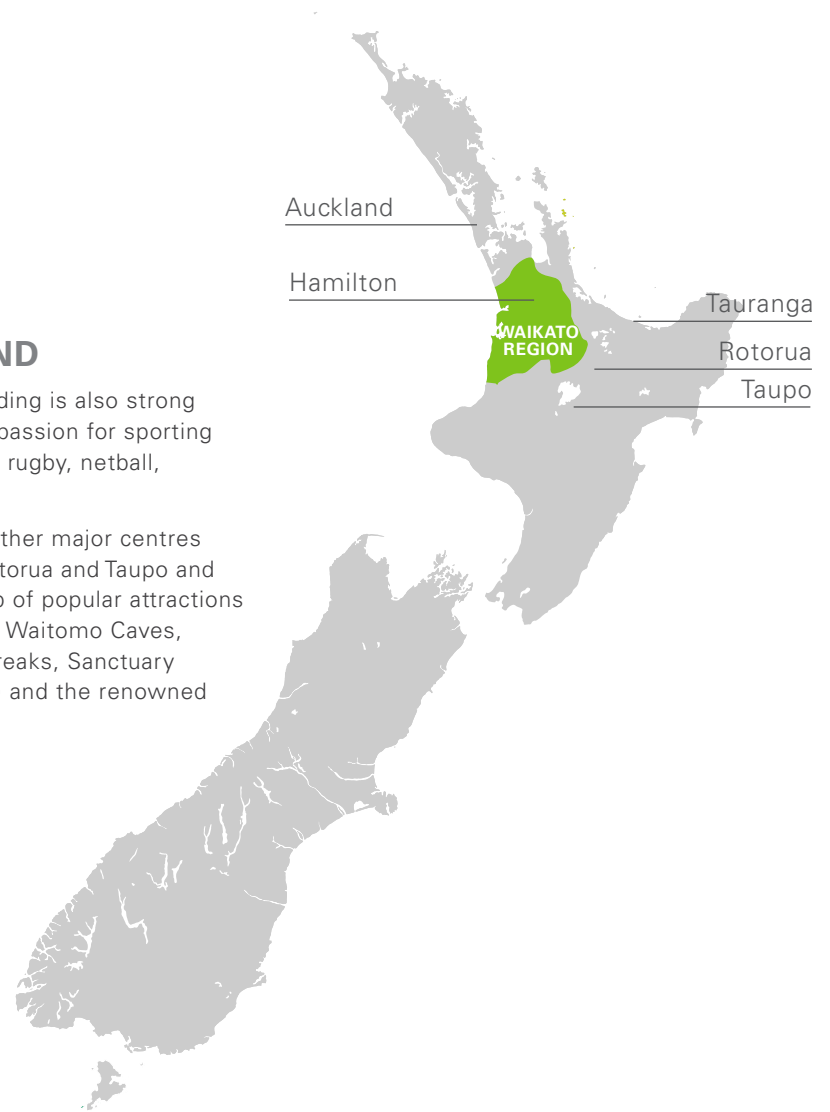 Auckland
Hamilton
WAIKATO
REGION
Tauranga
Rotorua
Taupo
ND
ding is also strong
passion for sporting
rugby, netball,
ther major centres
torua and Taupo and
o of popular attractions
Waitomo Caves,
reaks, Sanctuary
and the renowned